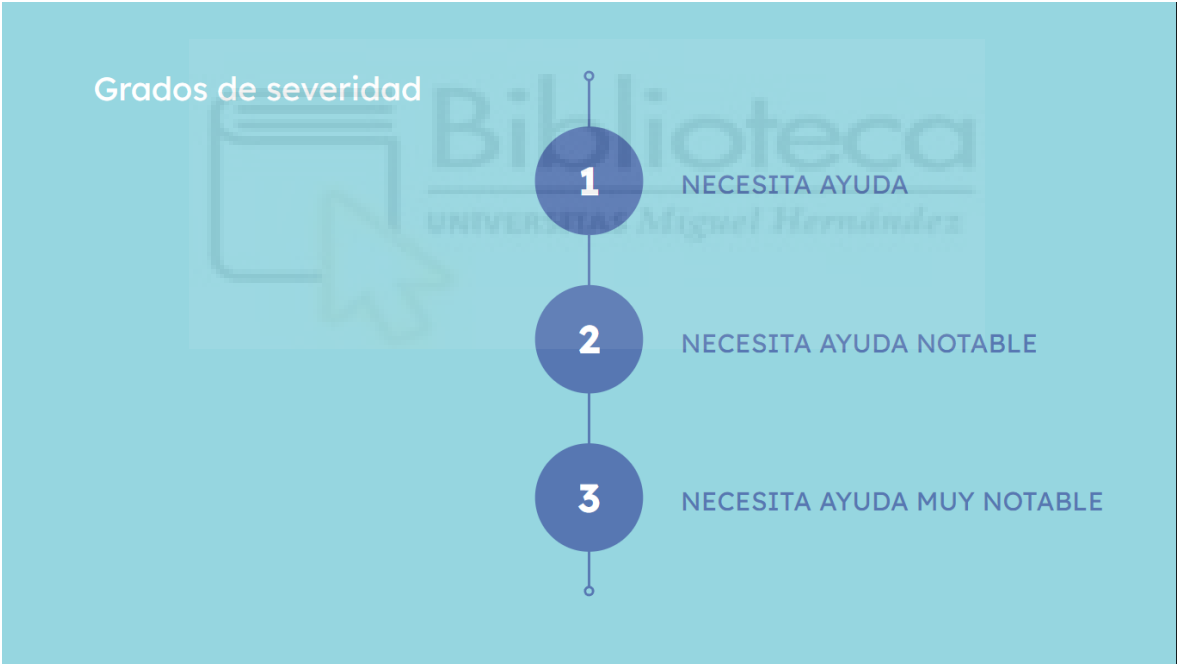 Grados de severidad
Biblioteca
UNIVERSITAS Miguel Hernández
1
NECESITA AYUDA
2
NECESITA AYUDA NOTABLE
3
NECESITA AYUDA MUY NOTABLE